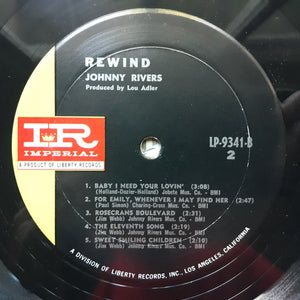 REWIND
JOHNNY RIVERS
Produced by Lou Adler
IR
IMPERIAL
A PRODUCT OF LIBERTY RECORDS
LP-9341-B
2
1. BABY I NEED YOUR LOVIN' (3:08)
(Holland-Dozier-Holland) Jobete Mus. Co. - BMI
2. FOR EMILY, WHENEVER I MAY FIND HER (2:47)
(Paul Simon) Charing-Cross Mus. Co. - BMI
3. ROSECRANS BOULEVARD (2:31)
(Jim Webb) Johnny Rivers Mus. Co. - BMI
4. THE ELEVENTH SONG (2:19)
(Jim Webb) Johnny Rivers Mus. Co. - BMI
5. SWEET SMILING CHILDREN (2:10)
(Jim Webb) Johnny Rivers Mus. Co. - BMI
A DIVISION OF LIBERTY RECORDS, INC., LOS ANGELES, CALIFORNIA